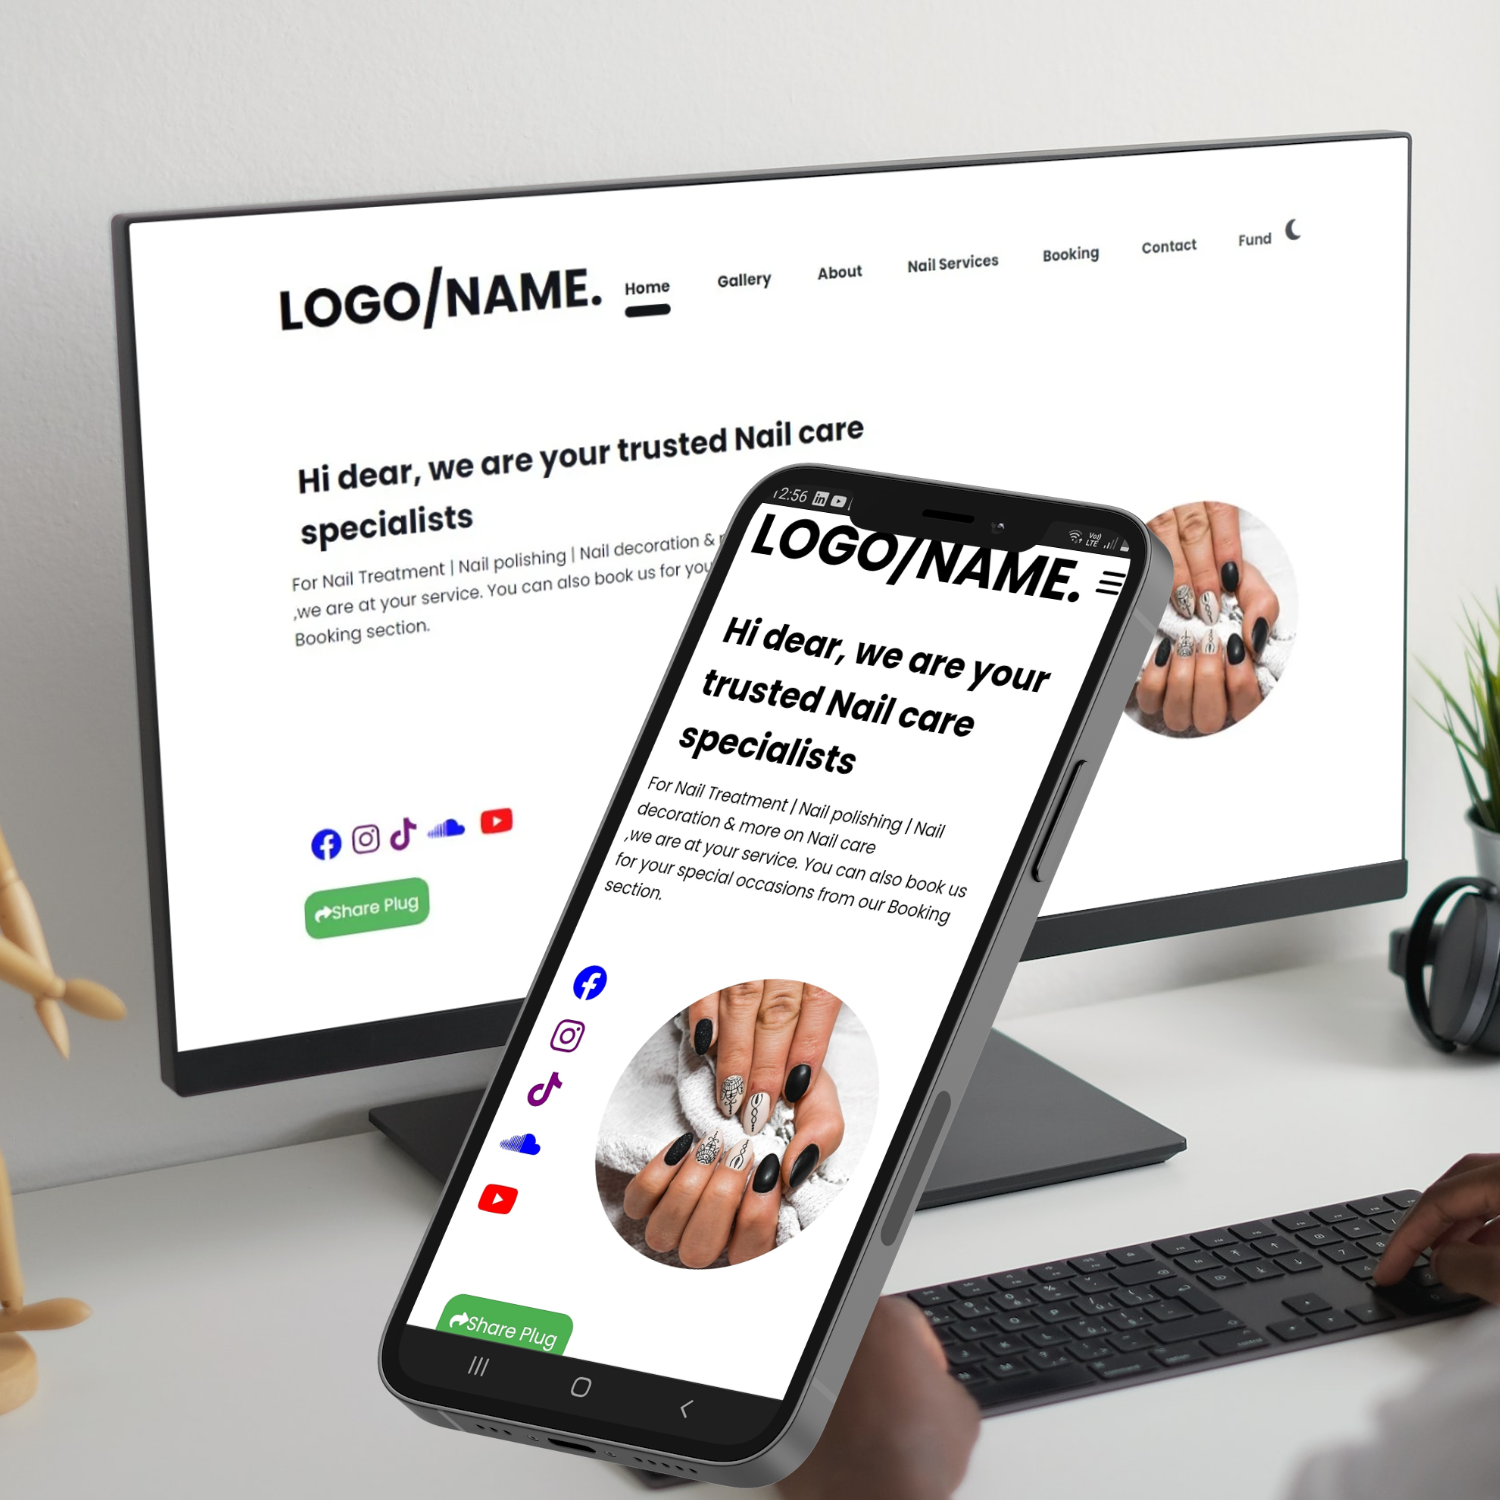 LOGO/NAME.
Home
Gallery
About
Nail Services
Booking
Contact
Fund
Hi dear, we are your trusted Nail care
specialists
For Nail Treatment | Nail polishing | Nail decoration &
,we are at your service. You can also book us for you
Booking section.
Share Plug
2:56
Vo))
LTE
LOGO/NAME.
Hi dear, we are your
trusted Nail care
specialists
For Nail Treatment | Nail polishing | Nail
decoration & more on Nail care
,we are at your service. You can also book us
for your special occasions from our Booking
section.
Share Plug